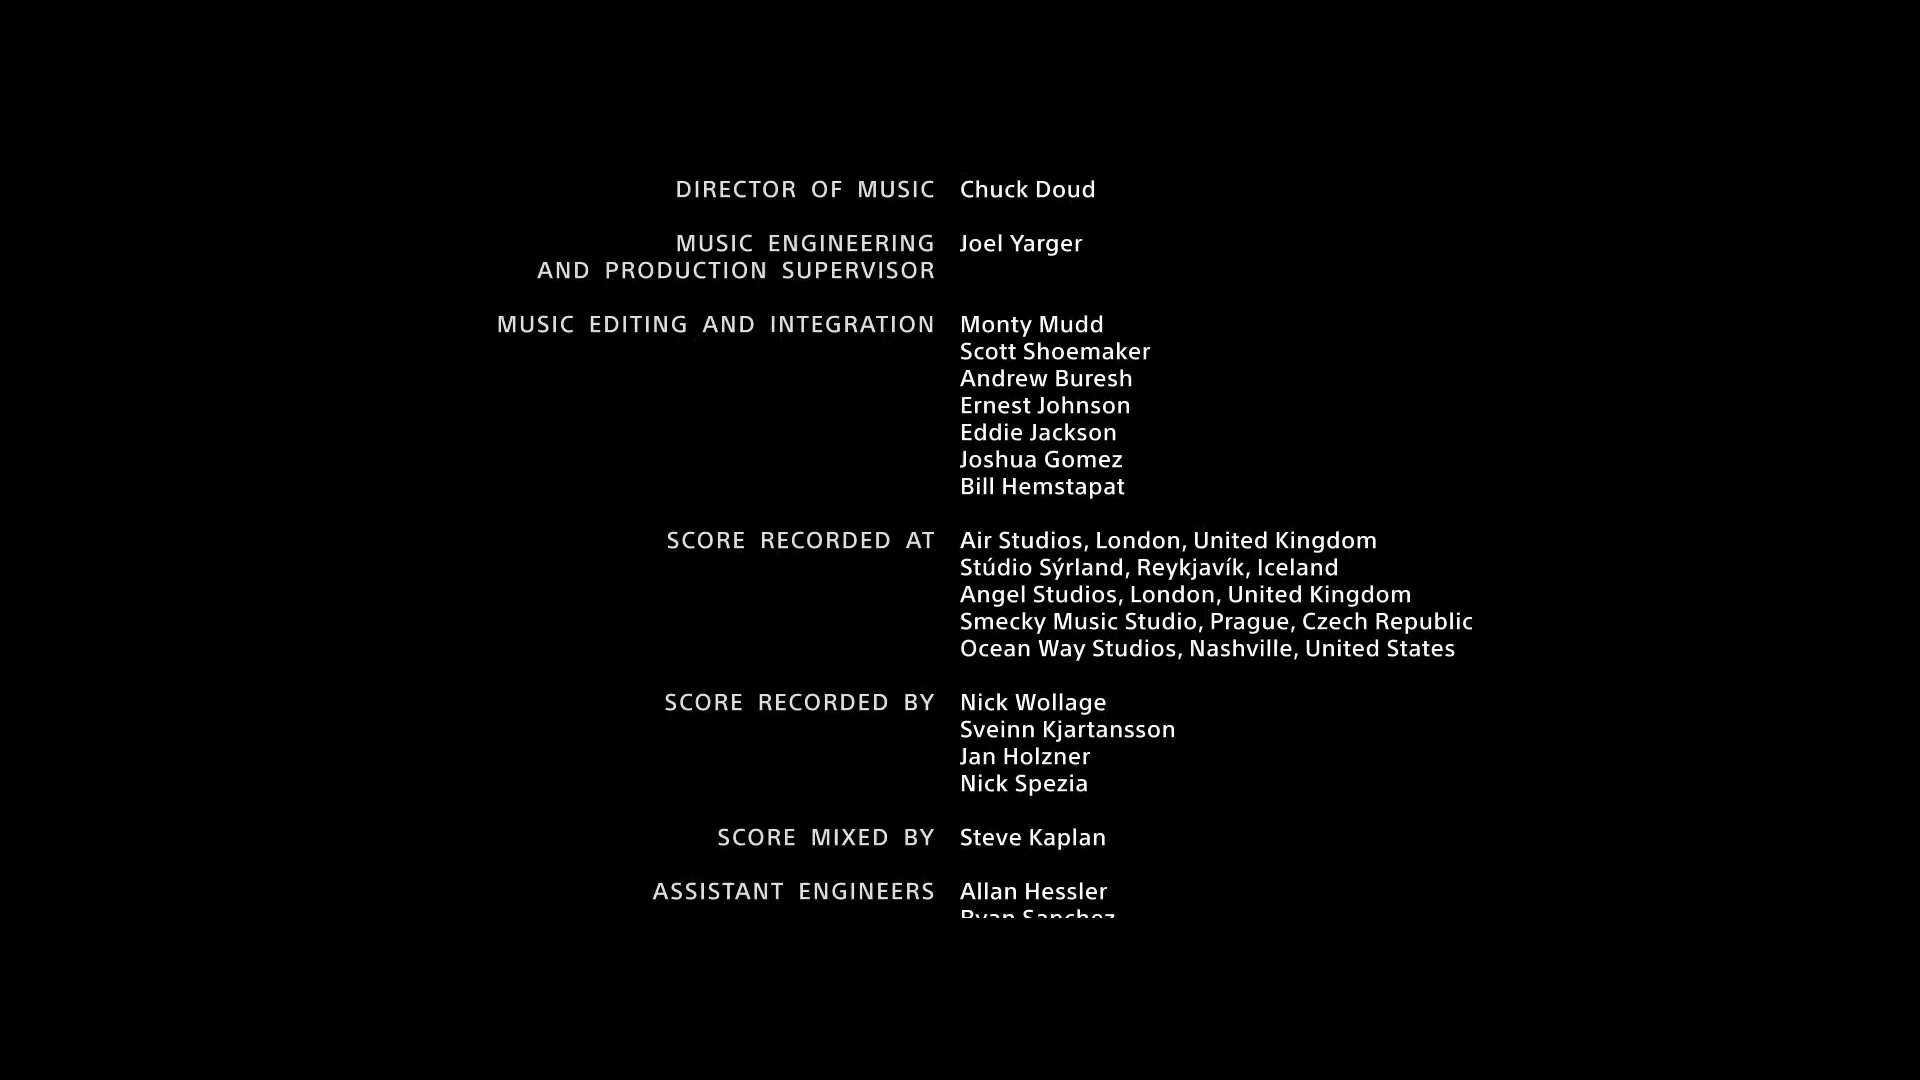 DIRECTOR OF MUSIC Chuck Doud
MUSIC ENGINEERING Joel Yarger
AND PRODUCTION SUPERVISOR
MUSIC EDITING AND INTEGRATION Monty Mudd
Scott Shoemaker
Andrew Buresh
Ernest Johnson
Eddie Jackson
Joshua Gomez
Bill Hemstapat
SCORE RECORDED AT Air Studios, London, United Kingdom
Stúdio Sýrland, Reykjavík, Iceland
Angel Studios, London, United Kingdom
Smecky Music Studio, Prague, Czech Republic
Ocean Way Studios, Nashville, United States
SCORE RECORDED BY Nick Wollage
Sveinn Kjartansson
Jan Holzner
Nick Spezia
SCORE MIXED BY Steve Kaplan
ASSISTANT ENGINEERS Allan Hessler
Ryan Sanchez